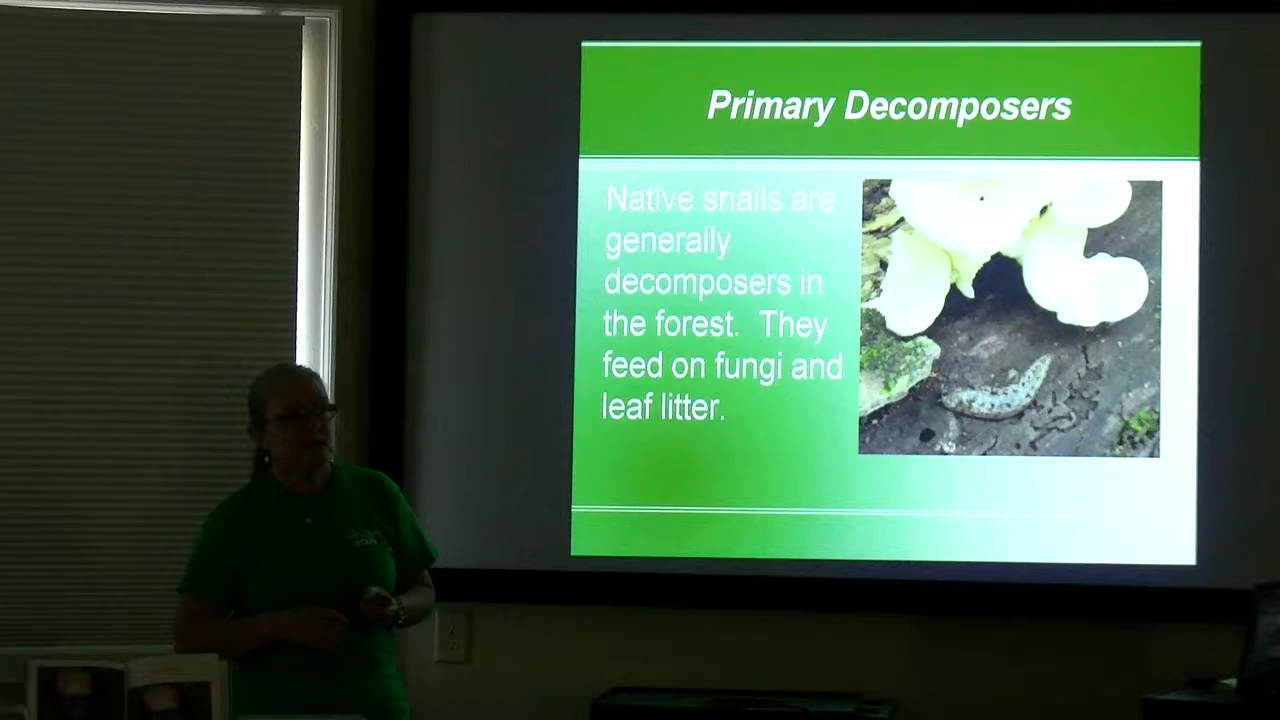 Primary Decomposers
Native snails are
generally
decomposers in
the forest.  They
feed on fungi and
leaf litter.